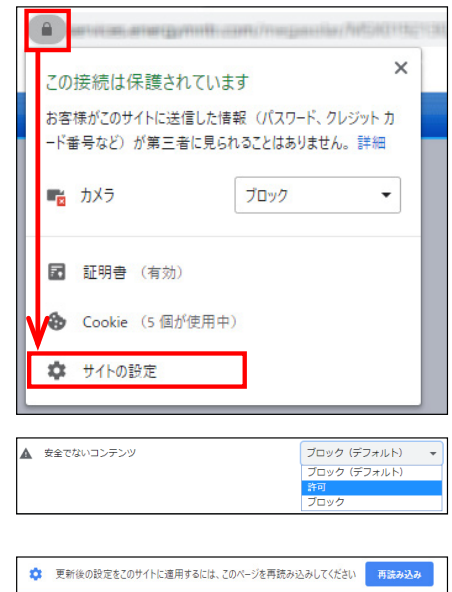 この接続は保護されています
お客様がこのサイトに送信した情報（パスワード、クレジット カ
ード番号など）が第三者に見られることはありません。詳細
カメラ ブロック
証明書 （有効）
Cookie （5 個が使用中）
サイトの設定
安全でないコンテンツ ブロック（デフォルト）
ブロック（デフォルト）
許可
ブロック
更新後の設定をこのサイトに適用するには、このページを再読み込みしてください 再読み込み